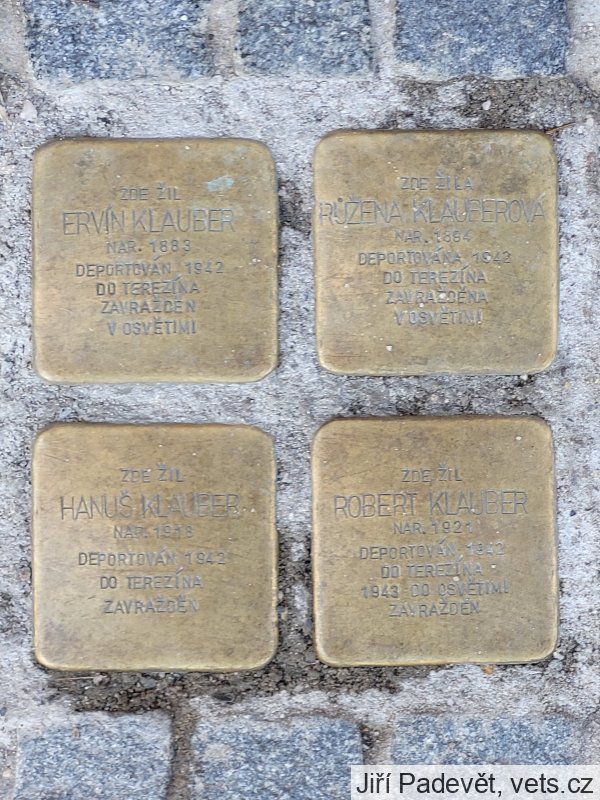 ZDE ŽIL
ERVÍN KLAUBER
NAR. 1883
DEPORTOVÁN 1942
DO TEREZÍNA
ZAVRAŽDĚN
V OSVĚTIMI
ZDE ŽILA
RŮŽENA KLAUBEROVÁ
NAR. 1894
DEPORTOVÁNA 1942
DO TEREZÍNA
ZAVRAŽDĚNA
V OSVĚTIMI
ZDE ŽIL
HANUŠ KLAUBER
NAR. 1918
DEPORTOVÁN 1942
DO TEREZÍNA
ZAVRAŽDĚN
ZDE ŽIL
ROBERT KLAUBER
NAR. 1921
DEPORTOVÁN 1942
DO TEREZÍNA
1943 DO OSVĚTIMI
ZAVRAŽDĚN
Jiří Padevět, vets.cz